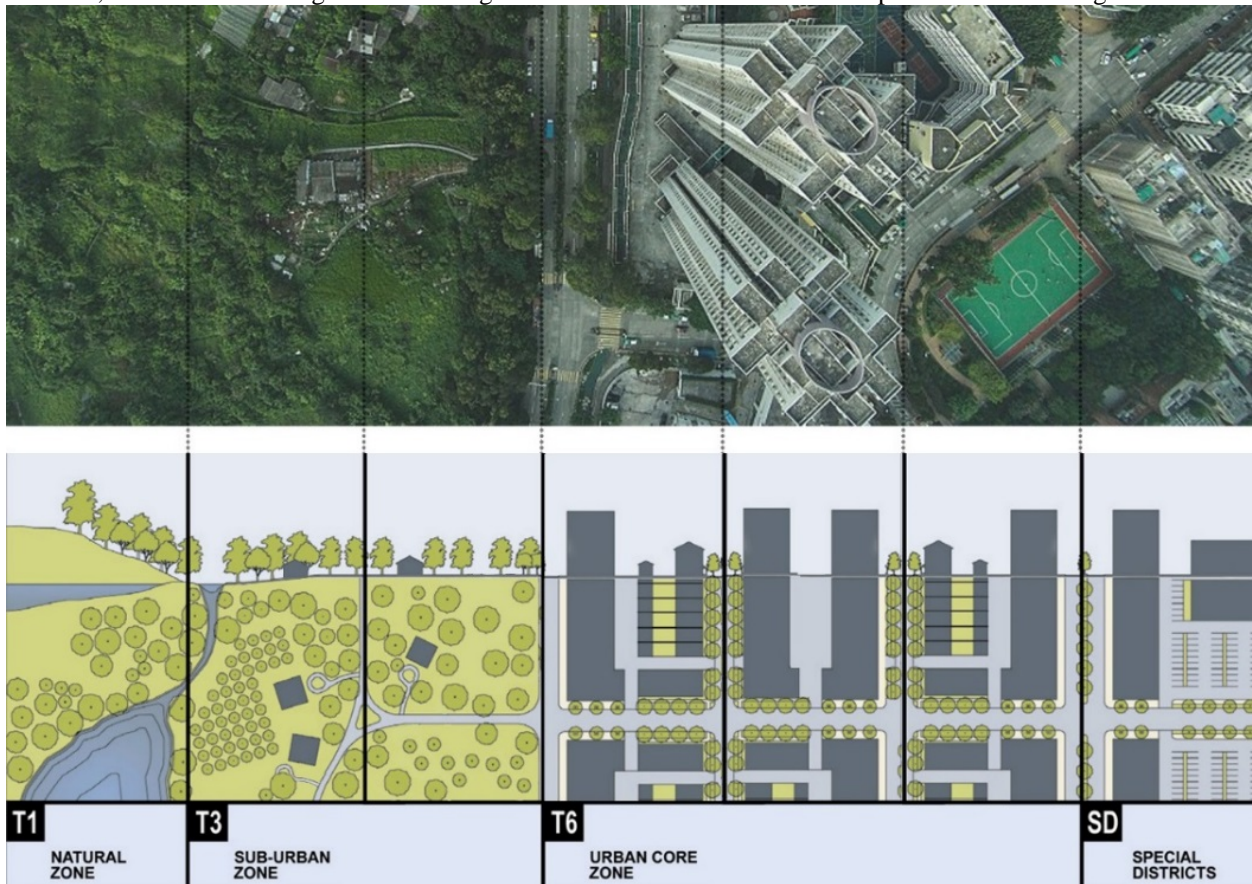 T1
NATURAL
ZONE
T3
SUB-URBAN
ZONE
T6
URBAN CORE
ZONE
SD
SPECIAL
DISTRICTS